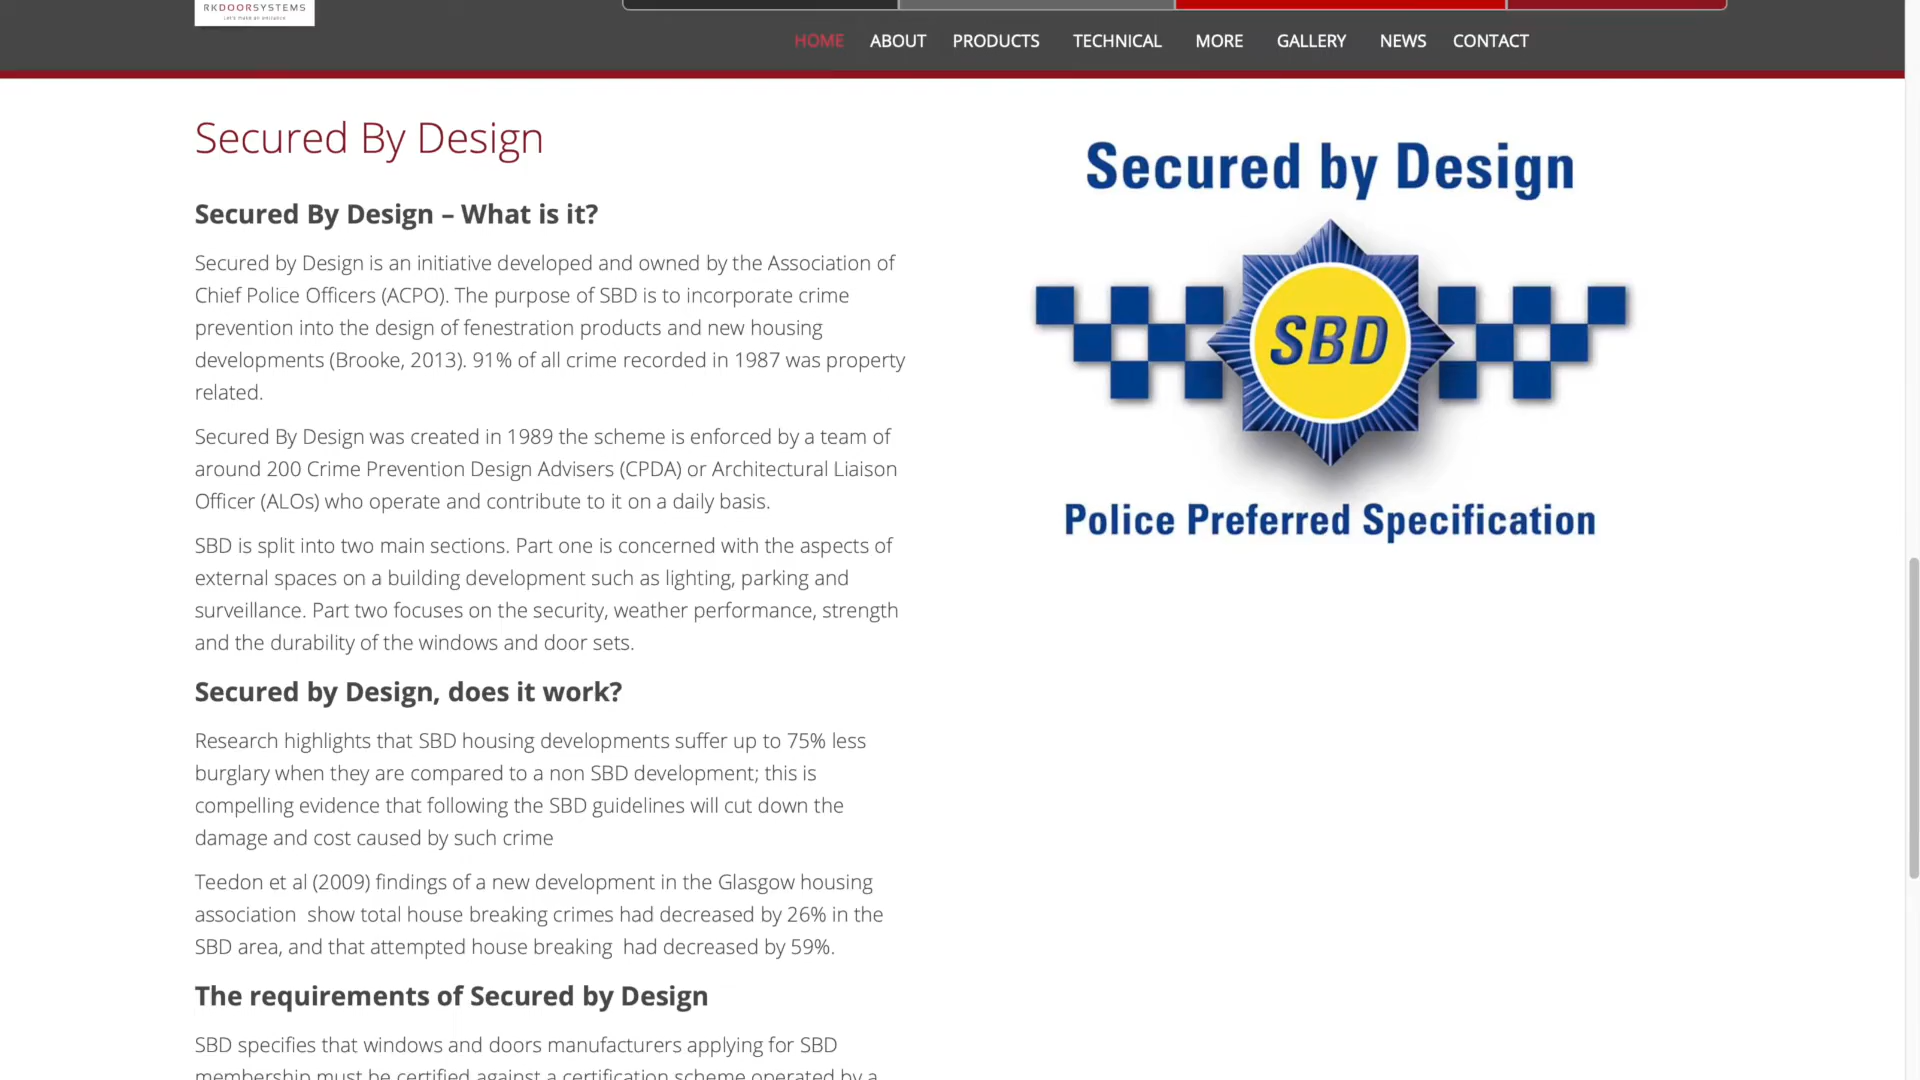 RKDOORSYSTEMS
Let's make an entrance
HOME ABOUT PRODUCTS TECHNICAL MORE GALLERY NEWS CONTACT
Secured By Design
Secured By Design – What is it?
Secured by Design is an initiative developed and owned by the Association of
Chief Police Officers (ACPO). The purpose of SBD is to incorporate crime
prevention into the design of fenestration products and new housing
developments (Brooke, 2013). 91% of all crime recorded in 1987 was property
related.
Secured By Design was created in 1989 the scheme is enforced by a team of
around 200 Crime Prevention Design Advisers (CPDA) or Architectural Liaison
Officer (ALOs) who operate and contribute to it on a daily basis.
SBD is split into two main sections. Part one is concerned with the aspects of
external spaces on a building development such as lighting, parking and
surveillance. Part two focuses on the security, weather performance, strength
and the durability of the windows and door sets.
Secured by Design, does it work?
Research highlights that SBD housing developments suffer up to 75% less
burglary when they are compared to a non SBD development; this is
compelling evidence that following the SBD guidelines will cut down the
damage and cost caused by such crime
Teedon et al (2009) findings of a new development in the Glasgow housing
association  show total house breaking crimes had decreased by 26% in the
SBD area, and that attempted house breaking  had decreased by 59%.
The requirements of Secured by Design
SBD specifies that windows and doors manufacturers applying for SBD
membership must be certified against a certification scheme operated by a
Secured by Design
SBD
Police Preferred Specification